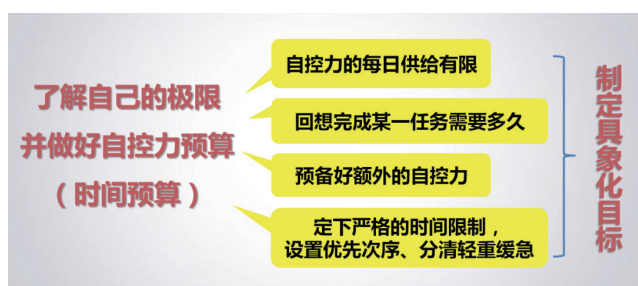 了解自己的极限
并做好自控力预算
（时间预算）
自控力的每日供给有限
回想完成某一任务需要多久
预备好额外的自控力
定下严格的时间限制，
设置优先次序、分清轻重缓急
制定具象化目标